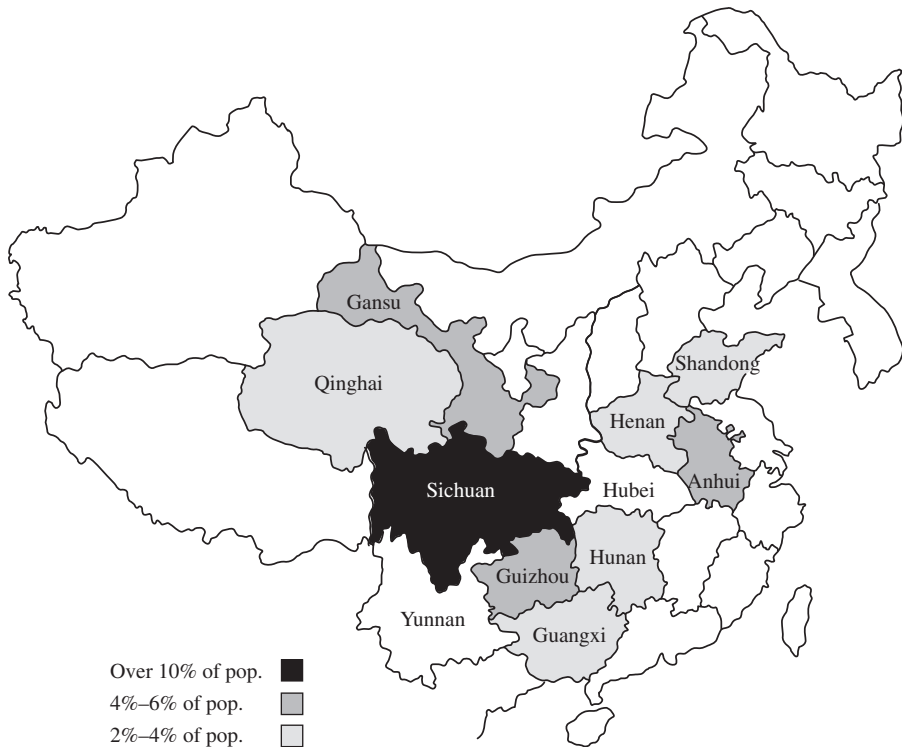 Gansu
Shandong
Qinghai
Henan
Anhui
Sichuan
Hubei
Hunan
Guizhou
Yunnan
Guangxi
Over 10% of pop.
4%–6% of pop.
2%–4% of pop.